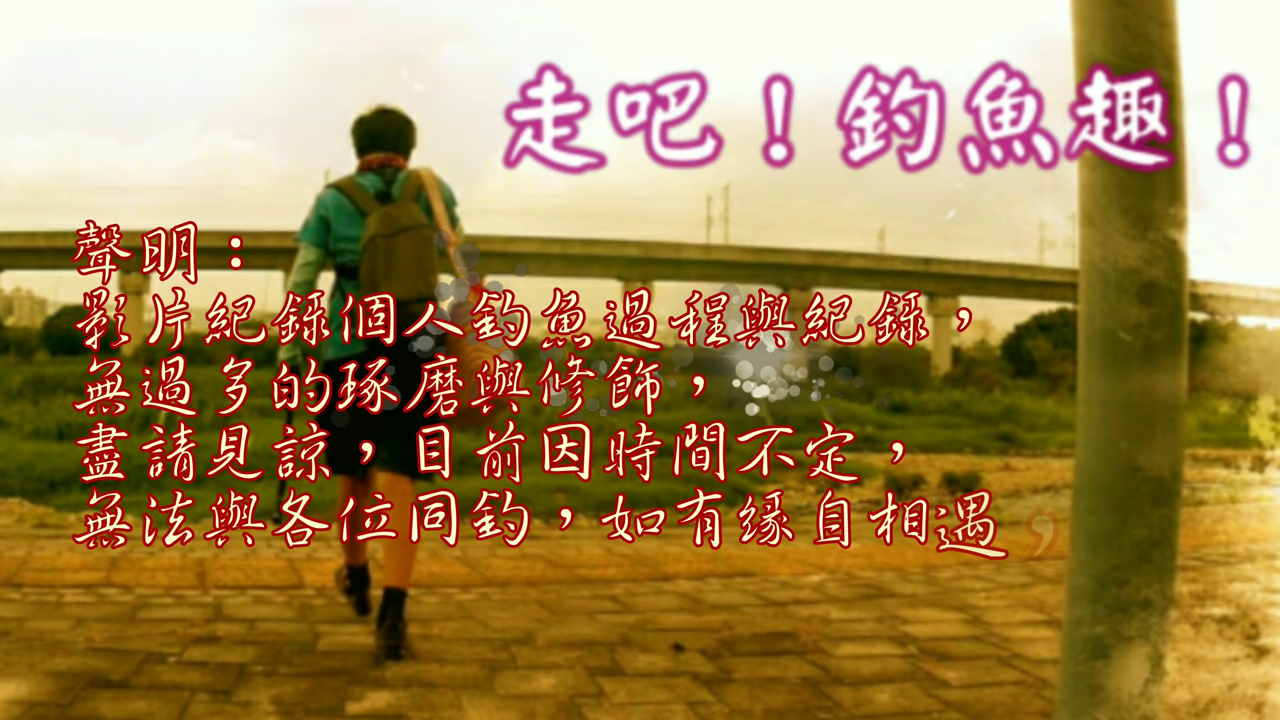 走吧！釣魚趣！
聲明：
影片紀錄個人釣魚過程與紀錄，
無過多的琢磨與修飾，
盡請見諒，目前因時間不定，
無法與各位同釣，如有緣自相遇，